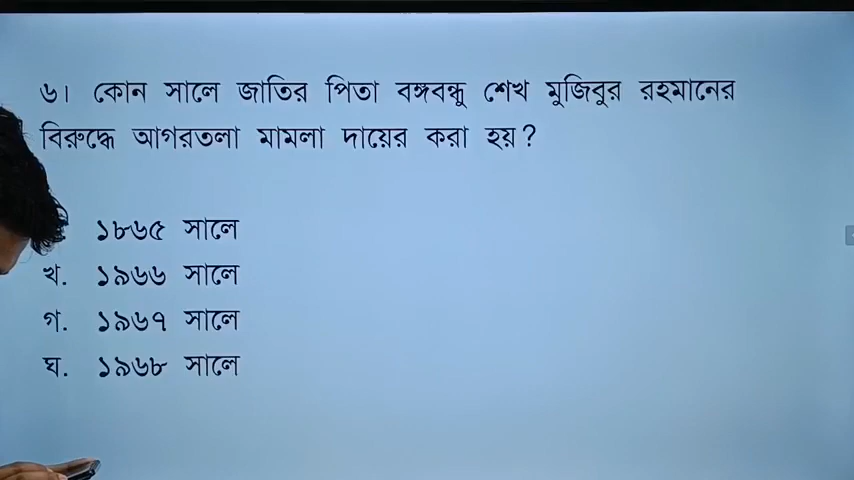 ৬। কোন সালে জাতির পিতা বঙ্গবন্ধু শেখ মুজিবুর রহমানের
বিরুদ্ধে আগরতলা মামলা দায়ের করা হয়?
১৮৬৫ সালে
খ. ১৯৬৬ সালে
গ. ১৯৬৭ সালে
ঘ. ১৯৬৮ সালে